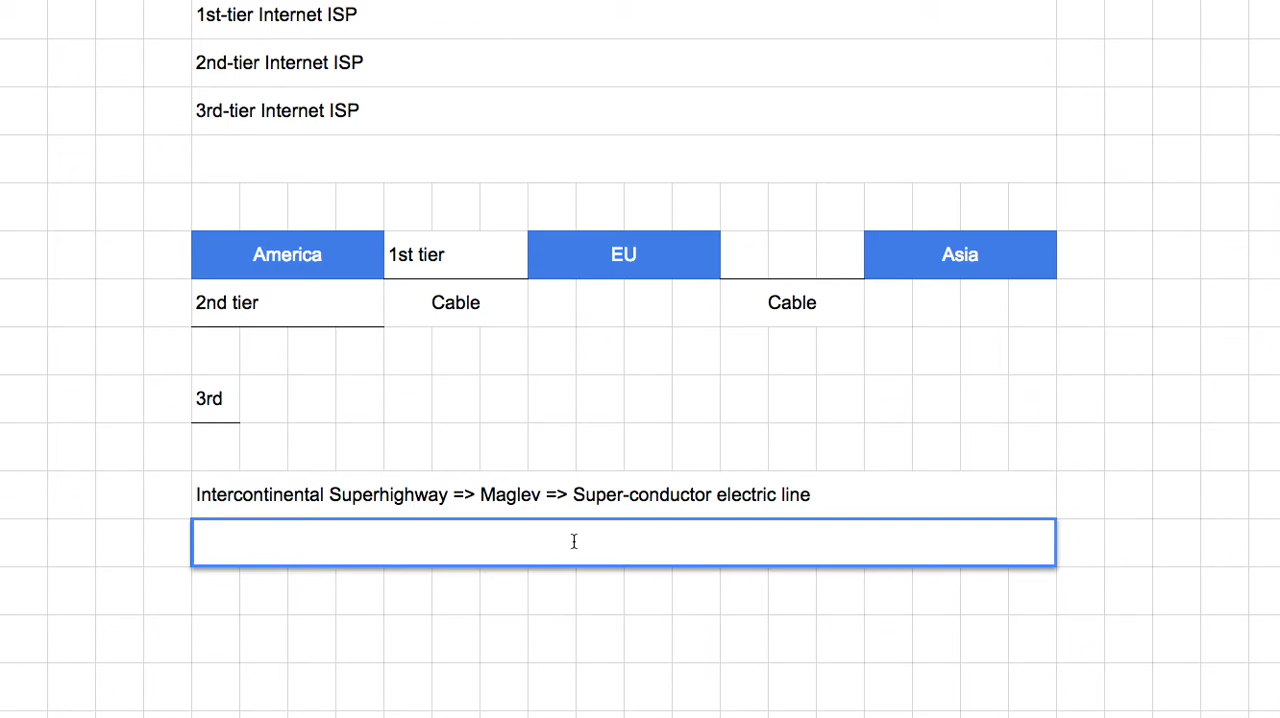 1st-tier Internet ISP
2nd-tier Internet ISP
3rd-tier Internet ISP
America 1st tier EU Asia
2nd tier Cable Cable
3rd
Intercontinental Superhighway => Maglev => Super-conductor electric line